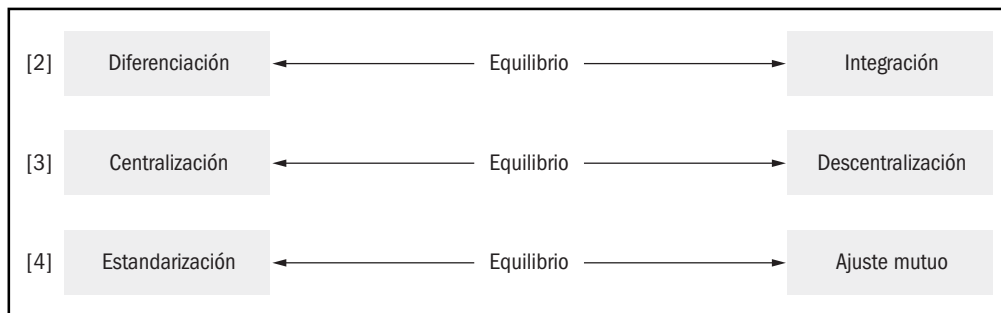 [2] Diferenciación Equilibrio Integración
[3] Centralización Equilibrio Descentralización
[4] Estandarización Equilibrio Ajuste mutuo